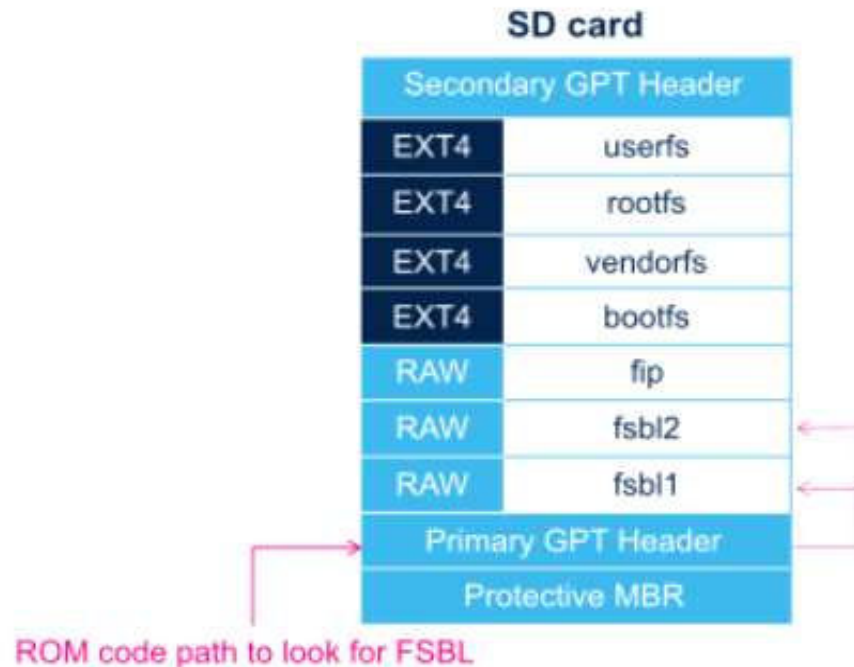 SD card
Secondary GPT Header
EXT4 userfs
EXT4 rootfs
EXT4 vendorfs
EXT4 bootfs
RAW fip
RAW fsbl2
RAW fsbl1
Primary GPT Header
Protective MBR
ROM code path to look for FSBL